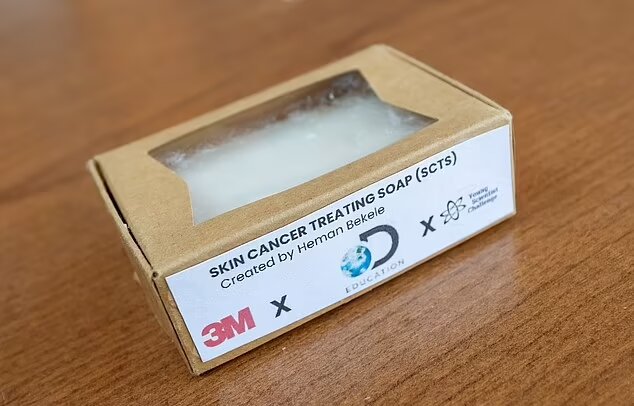 SKIN CANCER TREATING SOAP (SCTS)
Created by Heman Bekele
3M X D EDUCATION X Young
Scientist
Challenge